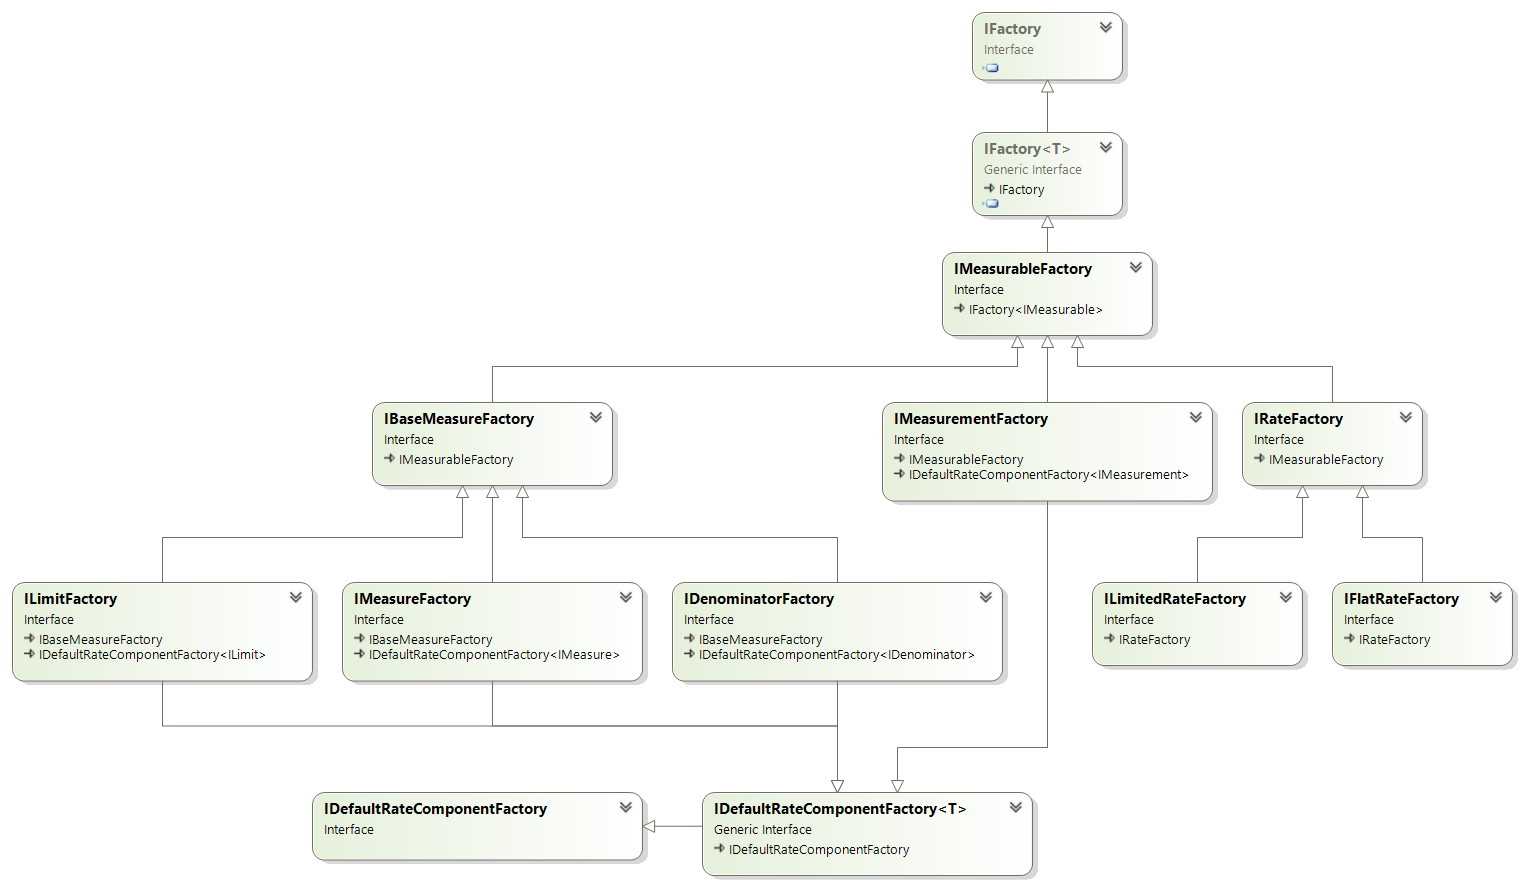 IFactory
Interface
IFactory<T>
Generic Interface
IFactory
IMeasurableFactory
Interface
IFactory<IMeasurable>
IBaseMeasureFactory
Interface
IMeasurableFactory
IMeasurementFactory
Interface
IMeasurableFactory
IDefaultRateComponentFactory<IMeasurement>
IRateFactory
Interface
IMeasurableFactory
ILimitFactory
Interface
IBaseMeasureFactory
IDefaultRateComponentFactory<ILimit>
IMeasureFactory
Interface
IBaseMeasureFactory
IDefaultRateComponentFactory<IMeasure>
IDenominatorFactory
Interface
IBaseMeasureFactory
IDefaultRateComponentFactory<IDenominator>
ILimitedRateFactory
Interface
IRateFactory
IFlatRateFactory
Interface
IRateFactory
IDefaultRateComponentFactory
Interface
IDefaultRateComponentFactory<T>
Generic Interface
IDefaultRateComponentFactory